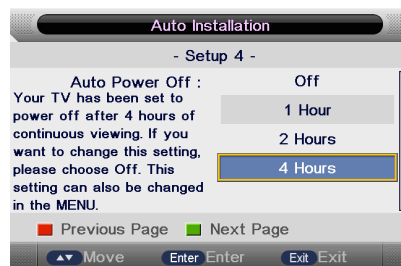 Auto Installation
- Setup 4 -
Auto Power Off :
Your TV has been set to
power off after 4 hours of
continuous viewing. If you
want to change this setting,
please choose Off. This
setting can also be changed
in the MENU.
Off
1 Hour
2 Hours
4 Hours
Previous Page Next Page
Move Enter Enter Exit Exit